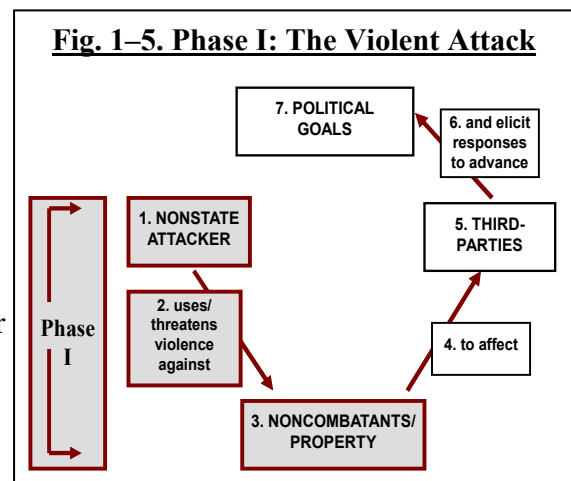 Fig. 1–5. Phase I: The Violent Attack
7. POLITICAL
GOALS
6. and elicit
responses
to advance
1. NONSTATE
ATTACKER
5. THIRD-
PARTIES
2. uses/
threatens
violence
against
r
Phase
I
4. to affect
3. NONCOMBATANTS/
PROPERTY